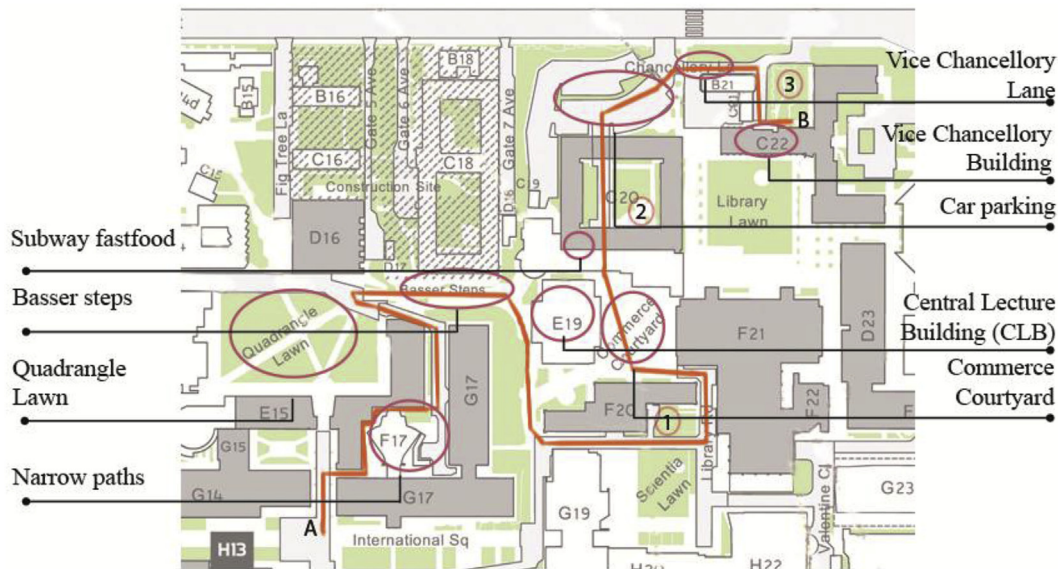 Vice Chancellory
Lane
Vice Chancellory
Building
Car parking
Central Lecture
Building (CLB)
Commerce
Courtyard
Subway fastfood
Basser steps
Quadrangle
Lawn
Narrow paths
B18
Chancellory
B21
3
B
B15
B16
Fig Tree La
Gate 5 Ave
Gate 6 Ave
Gate 7 Ave
C16
C18
C19
C20
C22
Construction Site
2
Library
Lawn
D16
D16
D17
Basser Steps
E19
Commerce
Courtyard
F21
D23
Quadrangle
Lawn
G17
E15
F20
1
F22
F
G15
F17
G14
G17
Scientia
Lawn
Valentine Cl
G23
G19
A
H13
International Sq
H22